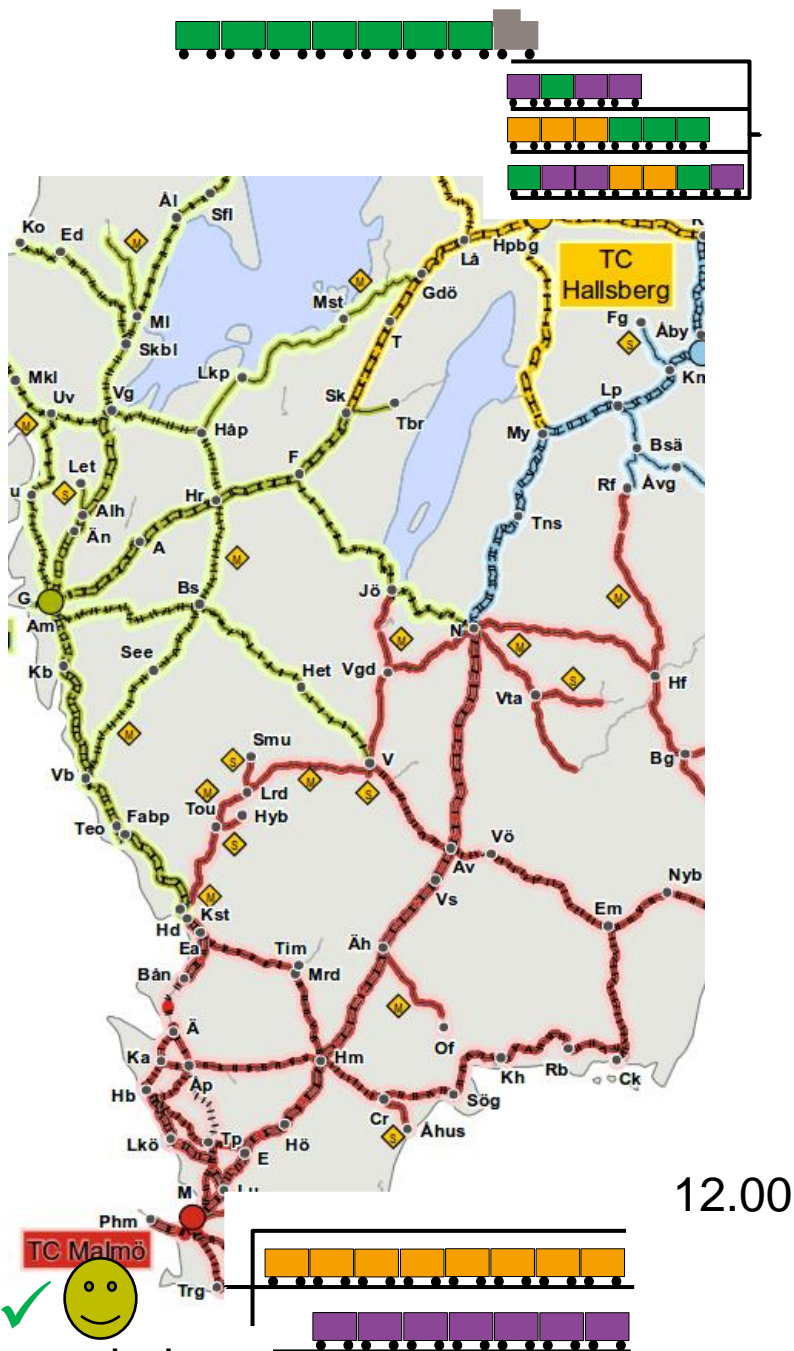 Ål
Sfl
Ko
Ed
M
Lå
Hpbg
TC
Hallsberg
Gdö
M
Mst
Ml
Fg
Åby
S
Skbl
T
Km
Lkp
Mkl
Uv
Vg
Sk
Tbr
Lp
M
Håp
My
Bsä
Let
F
Rf
Åvg
S
Hr
Alh
Än
A
Tns
M
G
Am
Bs
Jö
M
N
M
M
See
Kb
Het
Vgd
S
Hf
Vta
M
Smu
S
V
Bg
Vb
M
M
Lrd
S
Teo
Fabp
Tou
Hyb
S
Vö
Av
Nyb
M
Vs
Hd
Kst
Em
Ea
Tim
Äh
Bån
Mrd
M
Ä
Of
Ka
Hm
Kh
Rb
Ck
Hb
Åp
Sög
Cr
Åhus
S
Lkö
Tp
Hö
E
M
Lu
12.00
Phm
TC Malmö
Trg